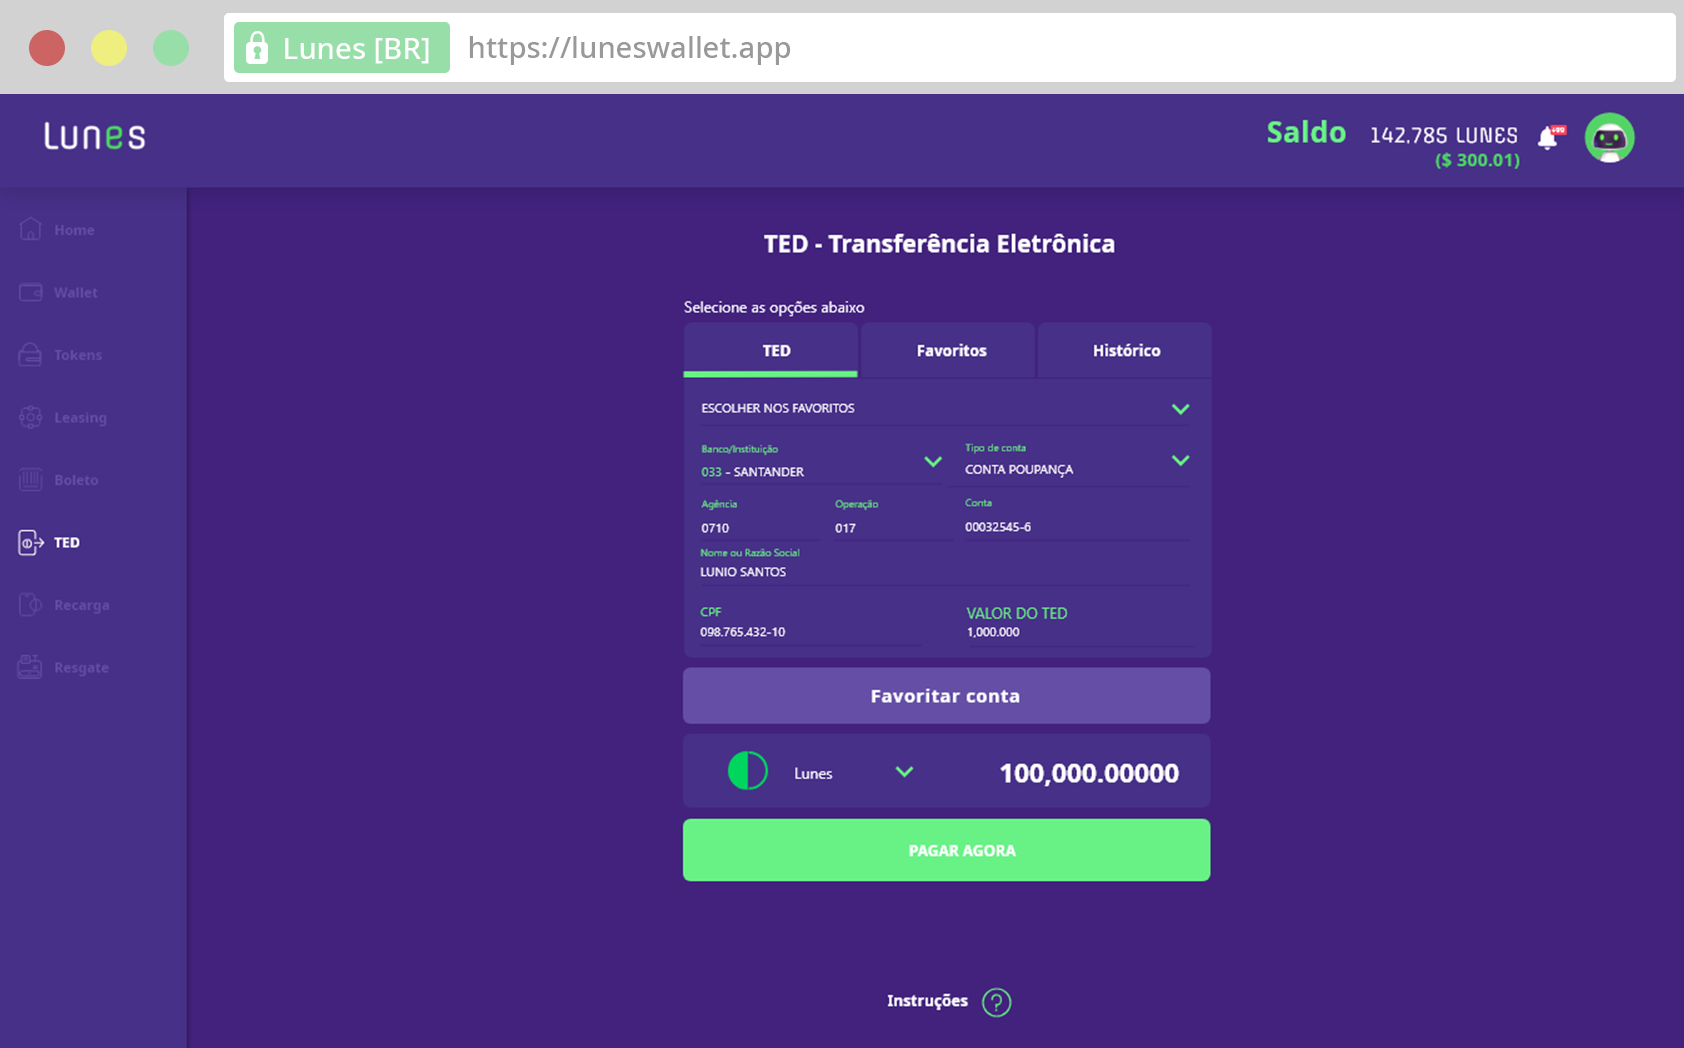 Lunes [BR] https://luneswallet.app
Lunes
Saldo 142.785 LUNES +99
($ 300.01)
Home
Wallet
Tokens
Leasing
Boleto
TED
Recarga
Resgate
TED - Transferência Eletrônica
Selecione as opções abaixo
TED Favoritos Histórico
ESCOLHER NOS FAVORITOS
Banco/Instituição Tipo de conta
033 - SANTANDER CONTA POUPANÇA
Agência Operação Conta
0710 017 00032545-6
Nome ou Razão Social
LUNIO SANTOS
CPF VALOR DO TED
098.765.432-10 1,000.000
Favoritar conta
Lunes 100,000.00000
PAGAR AGORA
Instruções ?